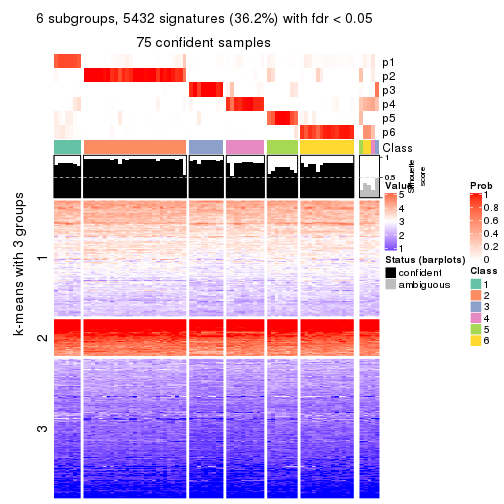 6 subgroups, 5432 signatures (36.2%) with fdr < 0.05
75 confident samples
p1
p2
p3
p4
p5
p6
Class
1
0.5
0
Silhouette
score
k-means with 3 groups
1
2
3
Value
5
4
3
2
1
Status (barplots)
confident
ambiguous
Prob
1
0.8
0.6
0.4
0.2
0
Class
1
2
3
4
5
6